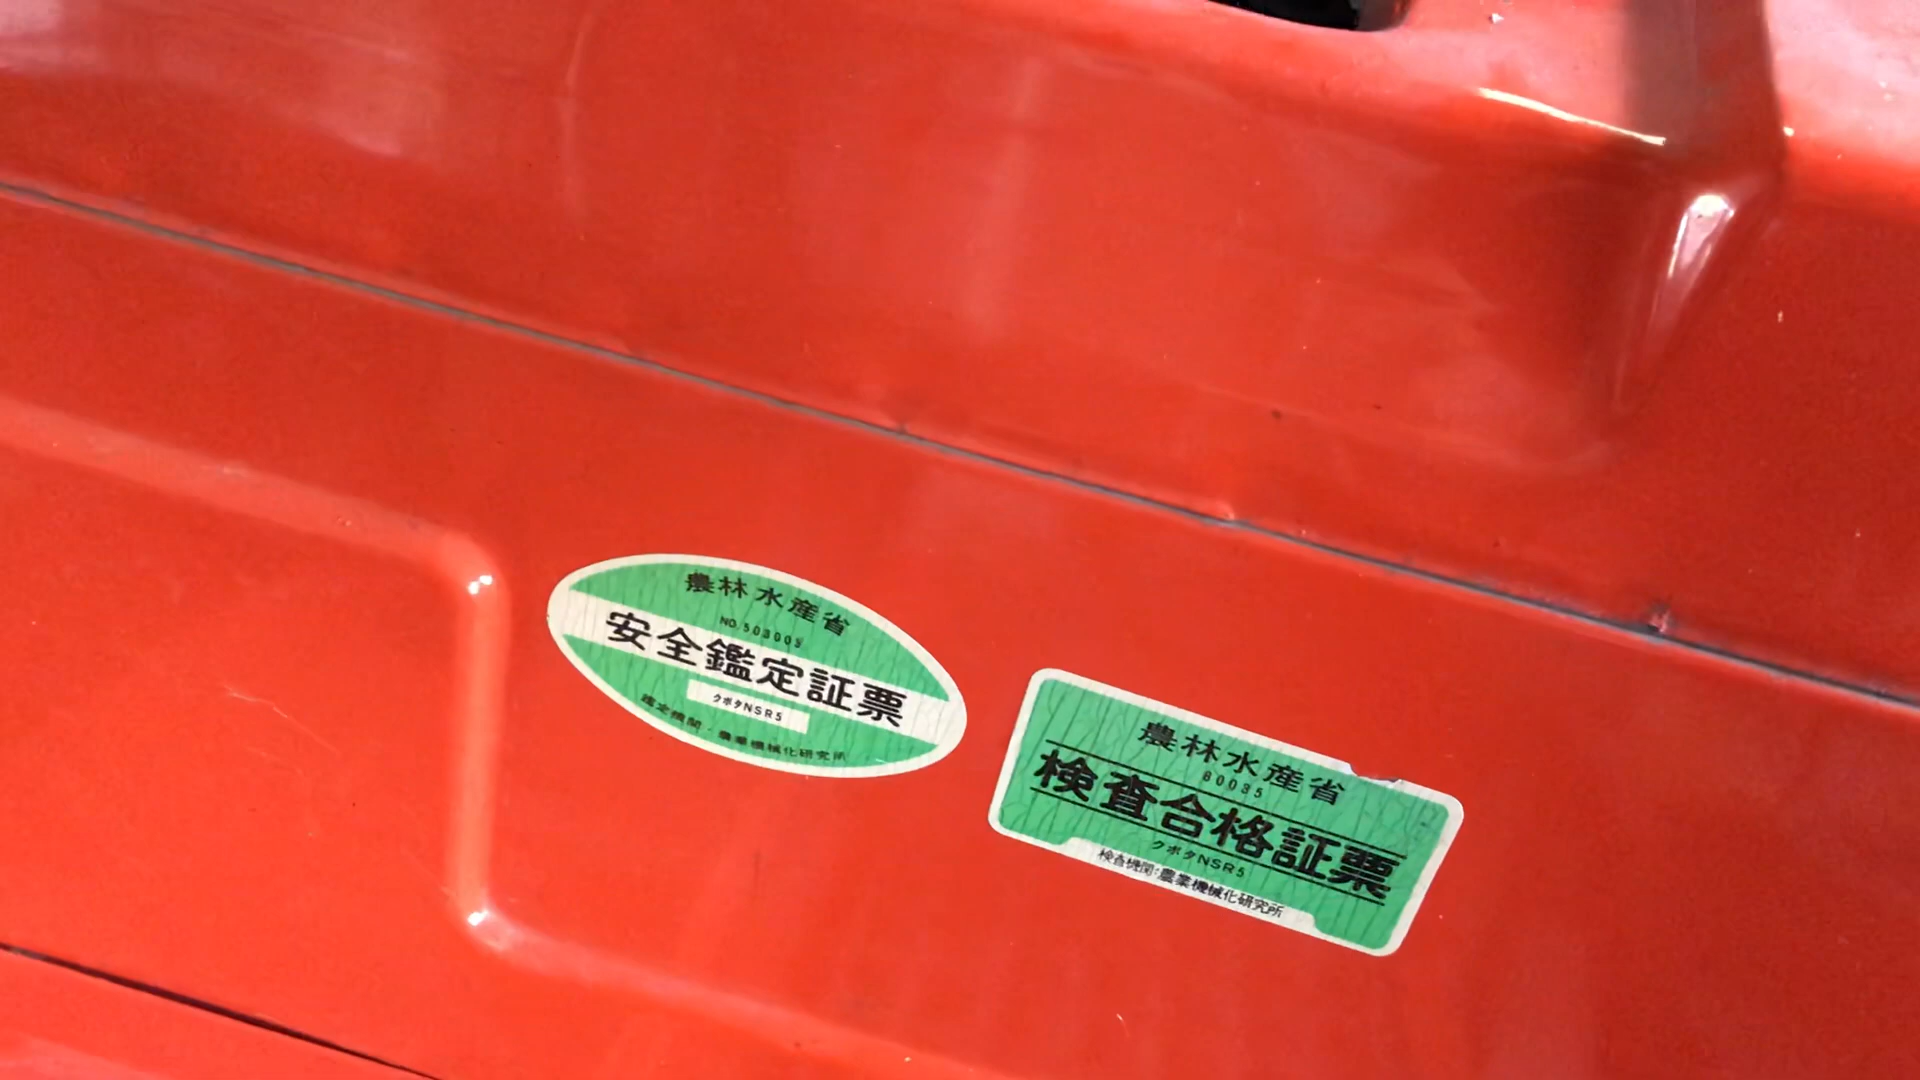 農林水産省
NO.503005
安全鑑定証票
クボタNSR5
鑑定機関・農業機械化研究所
農林水産省
80035
検査合格証票
クボタNSR5
検査機関:農業機械化研究所